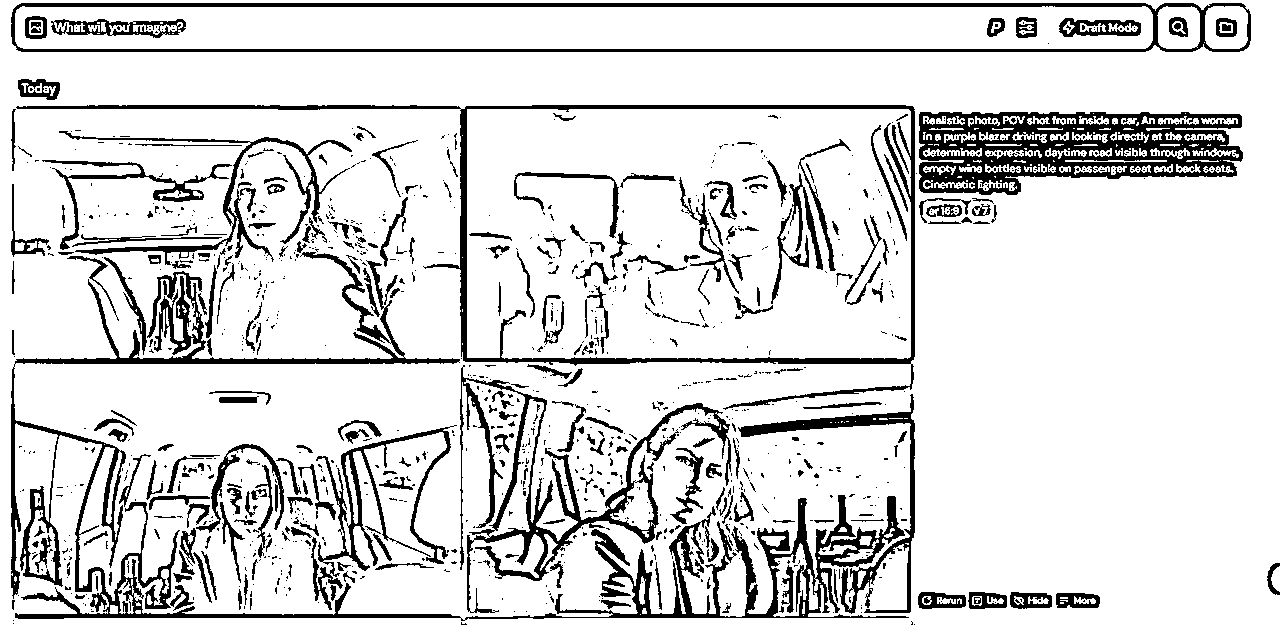 What will you imagine?
P
Draft Mode
Today
Realistic photo, POV shot from inside a car, An america woman
in a purple blazer driving and looking directly at the camera,
determined expression, daytime road visible through windows,
empty wine bottles visible on passenger seat and back seats.
Cinematic lighting.
ar 16:9 v 7
Rerun Use Hide More